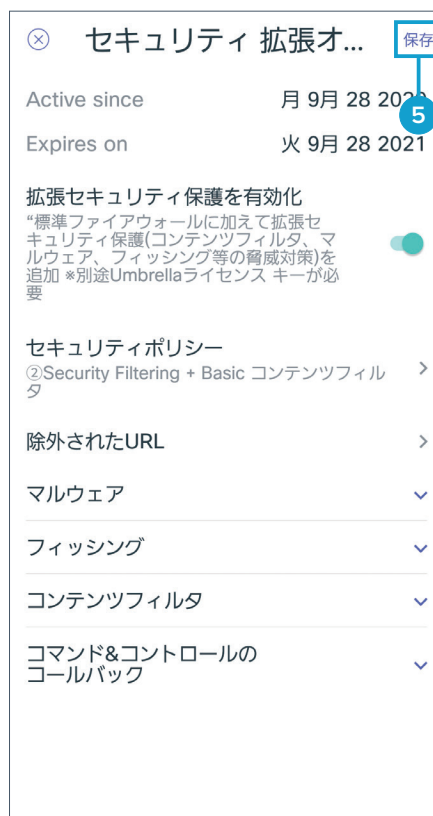 セキュリティ 拡張オ... 保存
Active since 月 9月 28 2020
5
Expires on 火 9月 28 2021
拡張セキュリティ保護を有効化
“標準ファイアウォールに加えて拡張セ
キュリティ保護(コンテンツフィルタ、マ
ルウェア、フィッシング等の脅威対策)を
追加 ※別途Umbrellaライセンス キーが必
要
セキュリティポリシー
②Security Filtering + Basic コンテンツフィル
タ
除外されたURL
マルウェア
フィッシング
コンテンツフィルタ
コマンド&コントロールの
コールバック